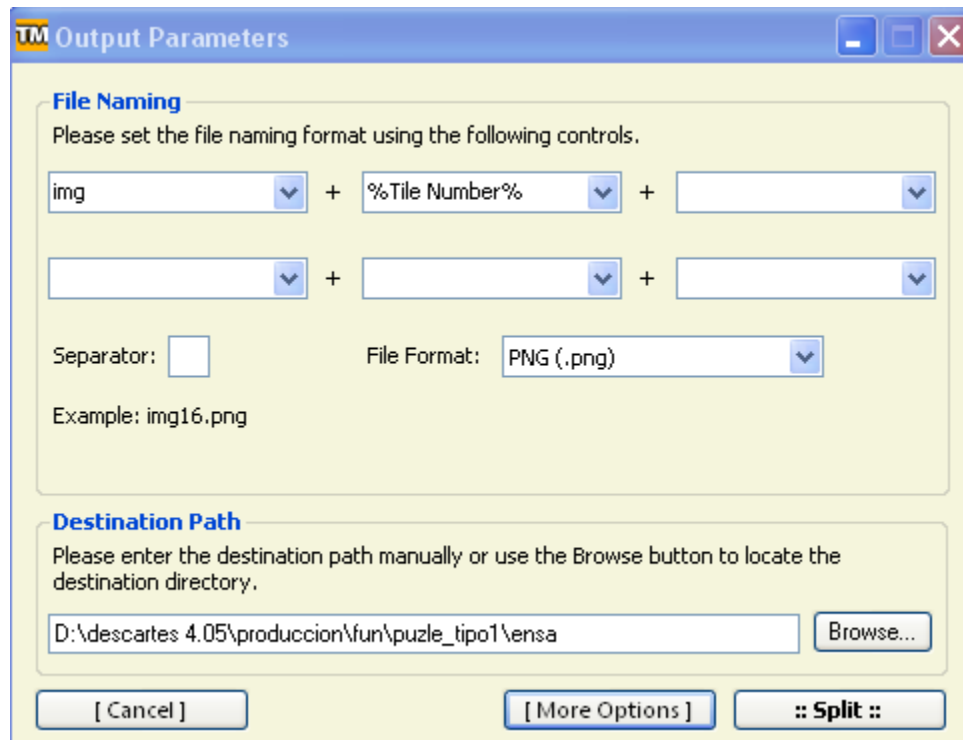 TM Output Parameters
File Naming
Please set the file naming format using the following controls.
img + %Tile Number% +
+ +
Separator: File Format: PNG (.png)
Example: img16.png
Destination Path
Please enter the destination path manually or use the Browse button to locate the
destination directory.
D:\descartes 4.05\produccion\fun\puzle_tipo1\ensa Browse...
[ Cancel ] [ More Options ] :: Split ::